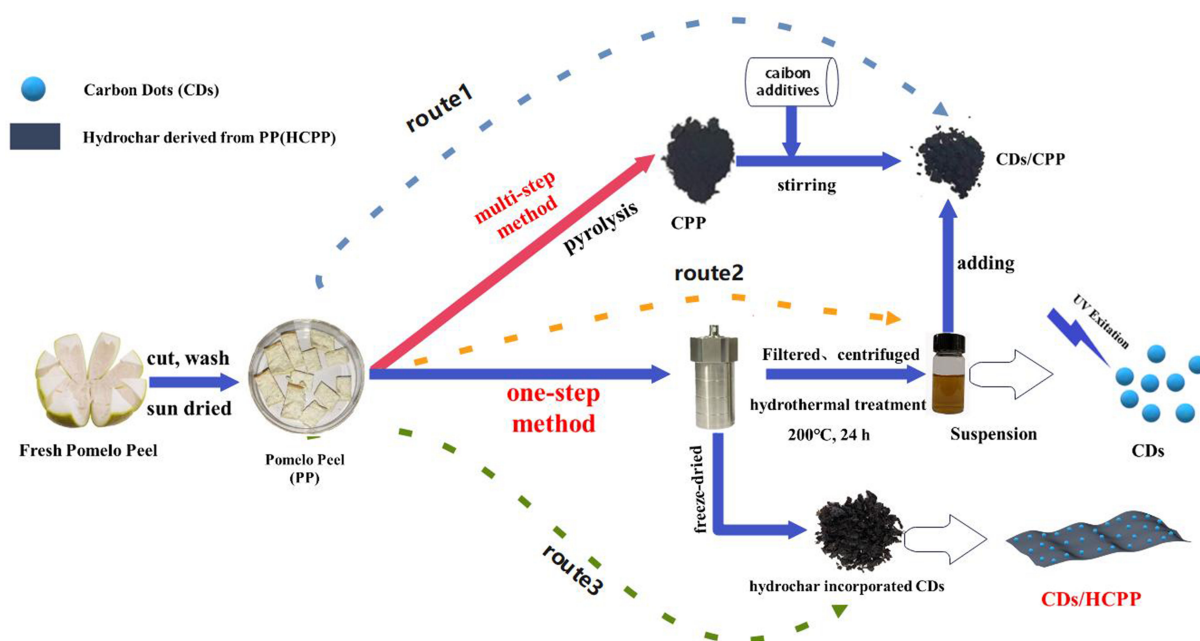 Carbon Dots (CDs)
Hydrochar derived from PP(HCPP)
route1
multi-step
method
pyrolysis
CPP
caibon
additives
stirring
CDs/CPP
adding
route2
Fresh Pomelo Peel
cut, wash
sun dried
Pomelo Peel
(PP)
one-step
method
Filtered、centrifuged
hydrothermal treatment
200℃, 24 h
Suspension
UV Exitation
CDs
freeze-dried
hydrochar incorporated CDs
CDs/HCPP
route3